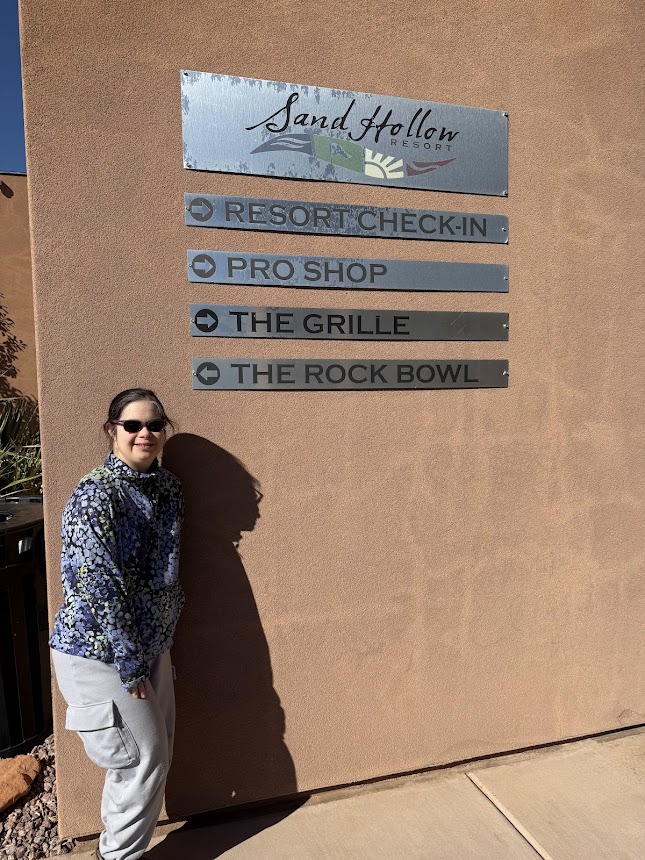 Sand Hollow
RESORT
RESORT CHECK-IN
PRO SHOP
THE GRILLE
THE ROCK BOWL